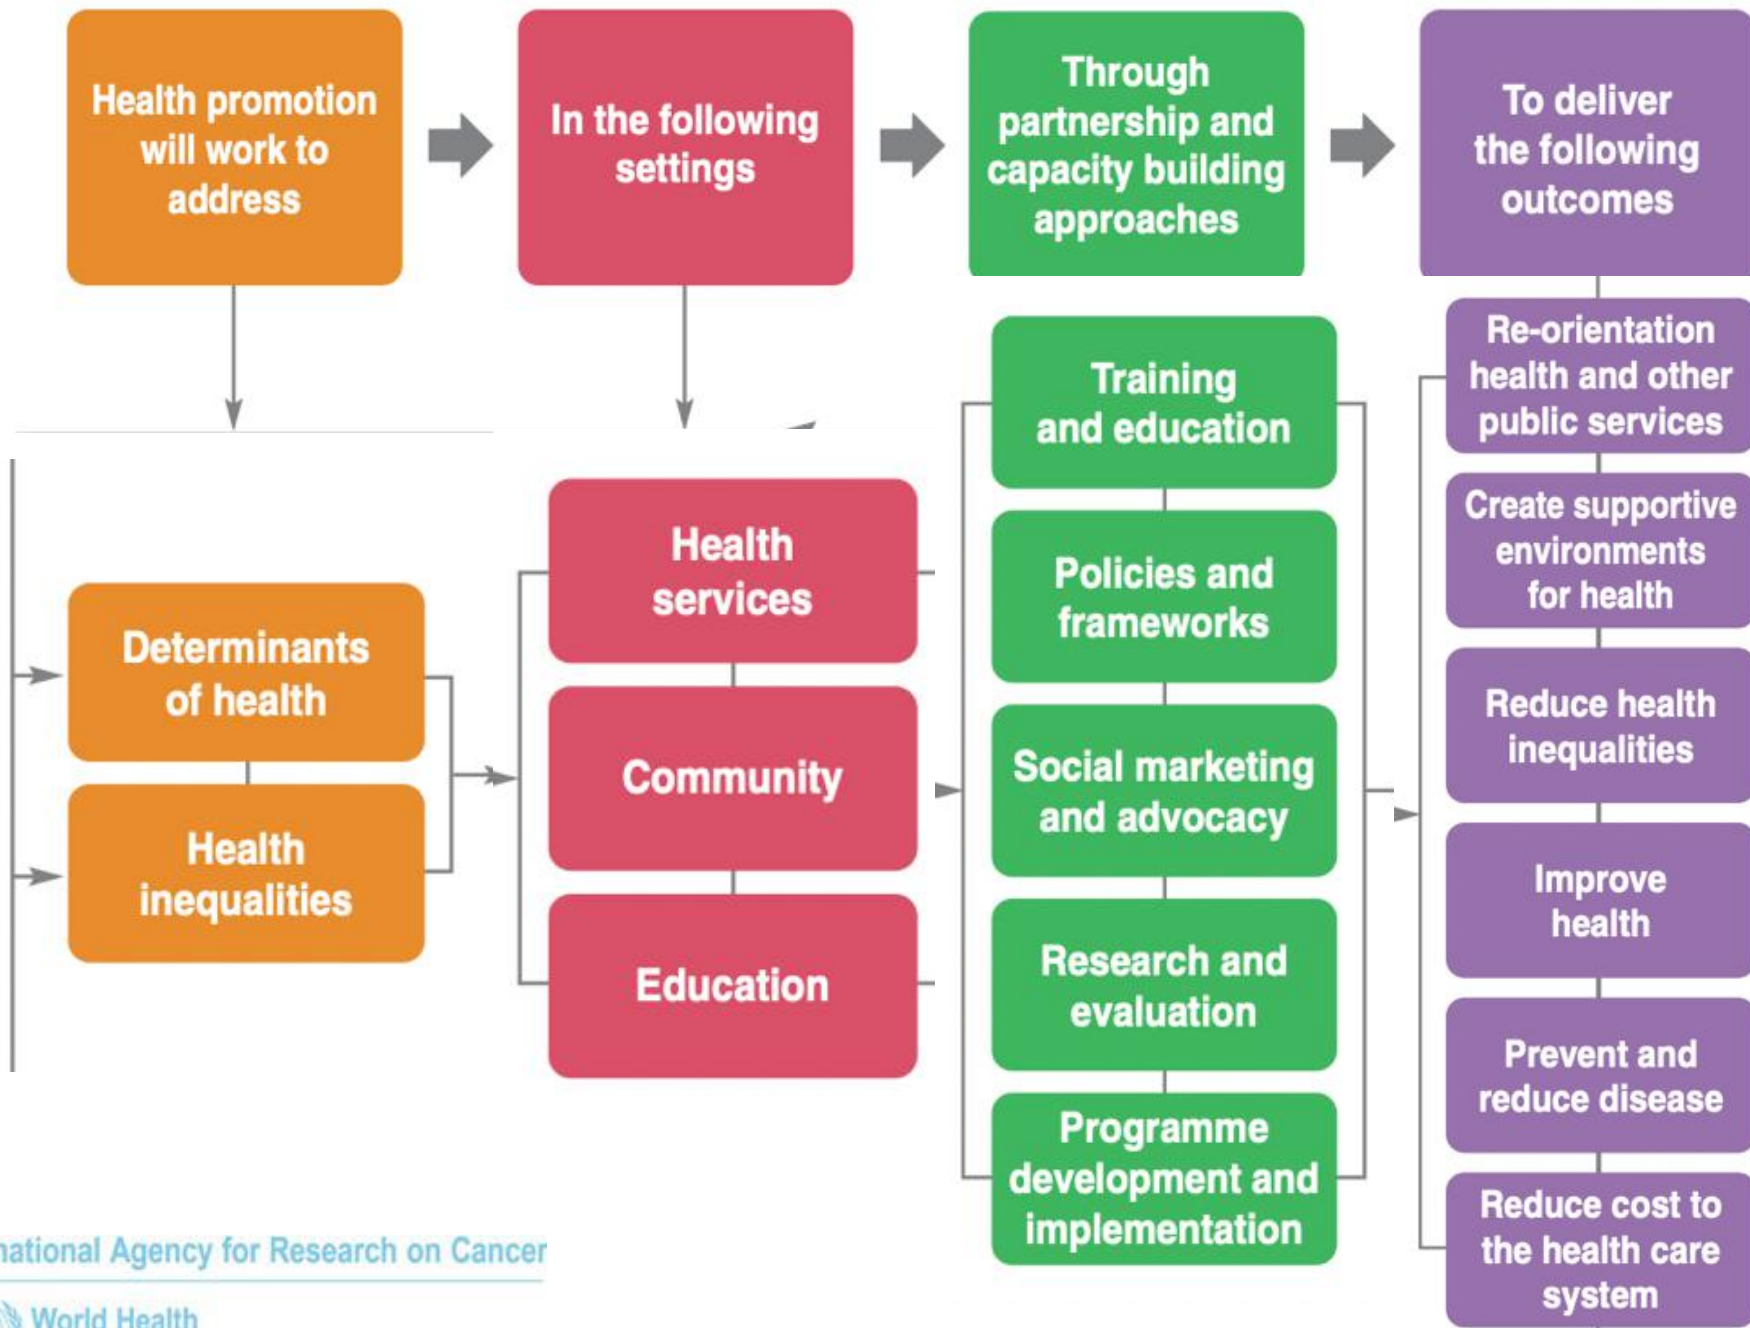 Health promotion
will work to
address
In the following
settings
Through
partnership and
capacity building
approaches
To deliver
the following
outcomes
Determinants
of health
Health
inequalities
Health
services
Community
Education
Training
and education
Policies and
frameworks
Social marketing
and advocacy
Research and
evaluation
Programme
development and
implementation
Re-orientation
health and other
public services
Create supportive
environments
for health
Reduce health
inequalities
Improve
health
Prevent and
reduce disease
Reduce cost to
the health care
system
national Agency for Research on Cancer
World Health